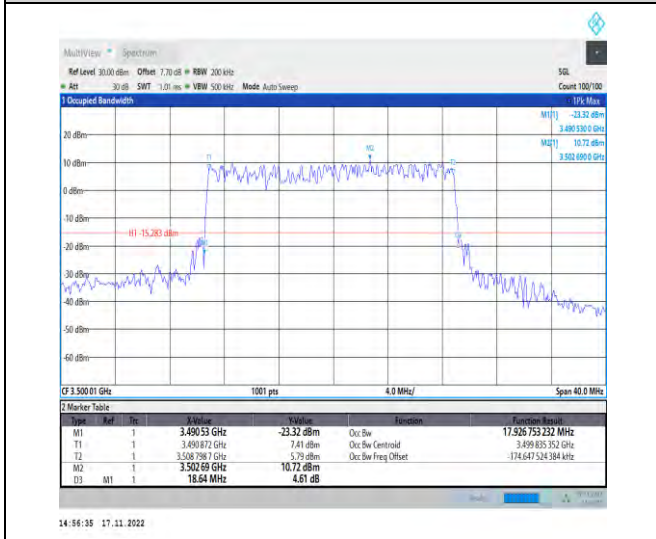 MultiView Spectrum
Ref Level 30.00 dBm Offset 7.70 dB RBW 200 kHz SGL
Att 30 dB SWT 1.01 ms VBW 500 kHz Mode Auto Sweep Count 100/100
1 Occupied Bandwidth 1Pk Max
M1[1] -23.32 dBm
3.490 530 0 GHz
M2[1] 10.72 dBm
3.502 690 0 GHz
20 dBm
M2
T1
T2
10 dBm
0 dBm
-10 dBm
H1 -15.283 dBm
-20 dBm
-30 dBm
-40 dBm
-50 dBm
-60 dBm
CF 3.500 01 GHz 1001 pts 4.0 MHz/ Span 40.0 MHz
2 Marker Table
Type Ref Trc X-Value Y-Value Function Function Result
M1 1 3.490 53 GHz -23.32 dBm Occ Bw 17.926 753 232 MHz
T1 1 3.490 872 GHz 7.41 dBm Occ Bw Centroid 3.499 835 352 GHz
T2 1 3.508 798 7 GHz 5.79 dBm Occ Bw Freq Offset -174.647 524 384 kHz
M2 1 3.502 69 GHz 10.72 dBm
D3 M1 1 18.64 MHz 4.61 dB
14:56:35 17.11.2022